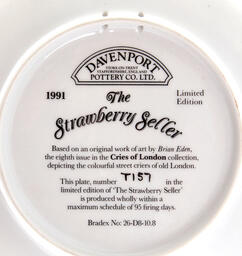 DAVENPORT
STOKE-ON-TRENT
STAFFORDSHIRE, ENGLAND
POTTERY CO. LTD.
1991
The
Limited
Edition
Strawberry Seller
Based on an original work of art by Brian Eden,
the eighth issue in the Cries of London collection,
depicting the colourful street cries of old London.
This plate, number T157 in the
limited edition of 'The Strawberry Seller'
is produced wholly within a
maximum schedule of 95 firing days.
Bradex No: 26-D8-10.8